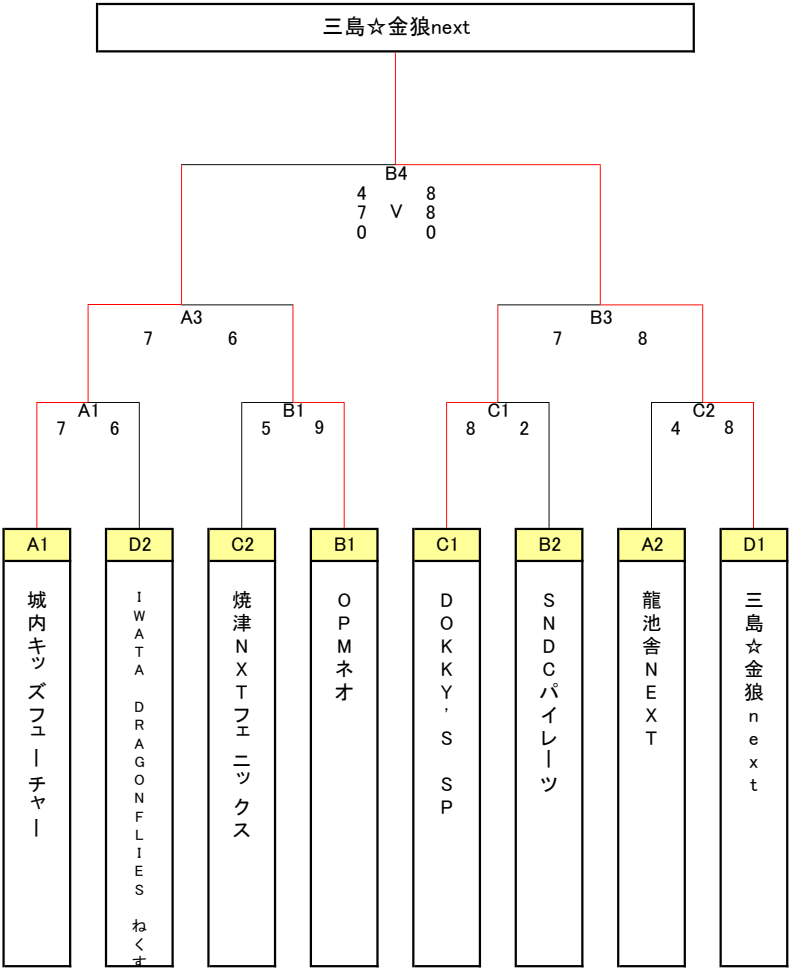 三島☆金狼next
B4
4 8
7 V 8
0 0
A3
7 6
B3
7 8
A1
7 6
B1
5 9
C1
8 2
C2
4 8
A1
D2
C2
B1
C1
B2
A2
D1
城内キッズフューチャー
IWATA DRAGONFLIES ねくす
焼津NXTフェニックス
OPMネオ
DOKKY'S SP
SNDCパイレーツ
龍池舎NEXT
三島☆金狼next